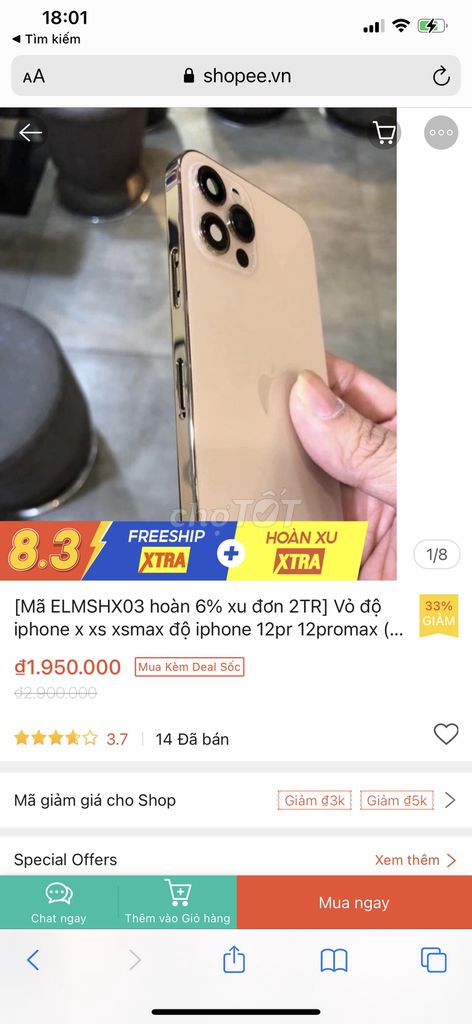 18:01
◀ Tìm kiếm
AA
shopee.vn
chợTỐT
8.3
FREESHIP
XTRA
+
HOÀN XU
XTRA
1/8
[Mã ELMSHX03 hoàn 6% xu đơn 2TR] Vỏ độ
iphone x xs xsmax độ iphone 12pr 12promax (...
33%
GIẢM
₫1.950.000
Mua Kèm Deal Sốc
₫2.900.000
3.7
14 Đã bán
Mã giảm giá cho Shop
Giảm ₫3k
Giảm ₫5k
Special Offers
Xem thêm
Chat ngay
Thêm vào Giỏ hàng
Mua ngay